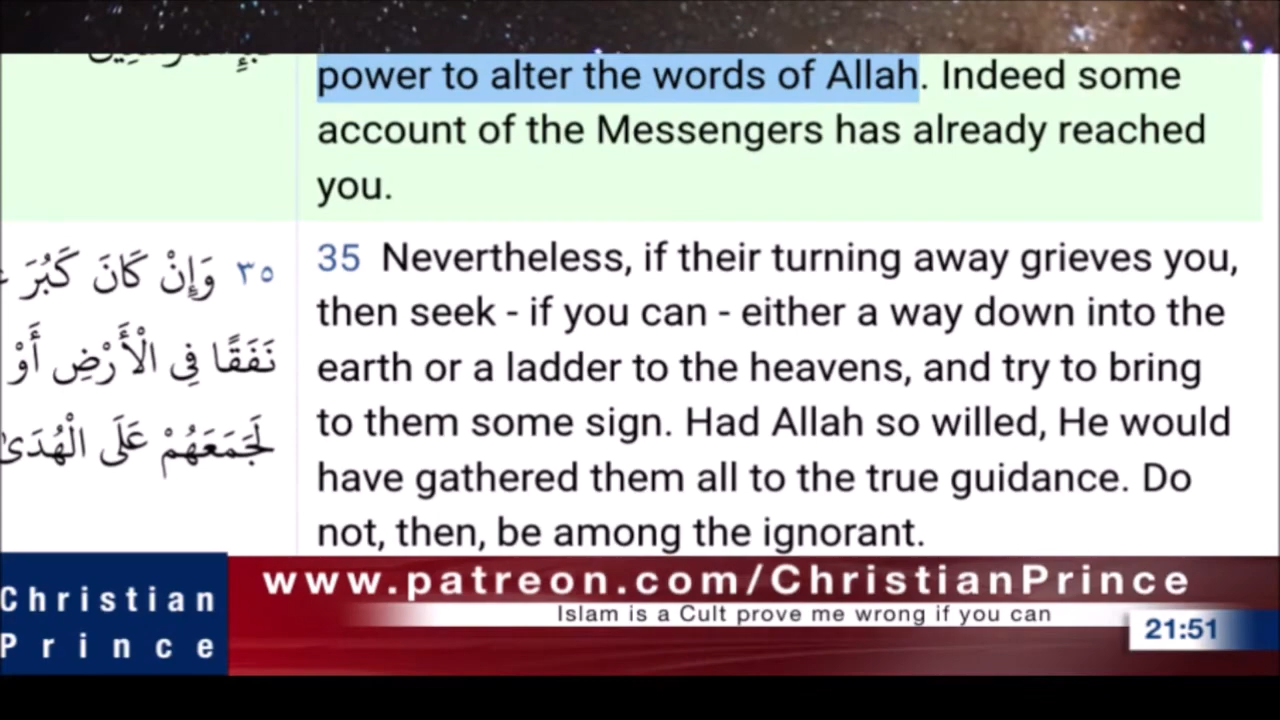 power to alter the words of Allah. Indeed some
account of the Messengers has already reached
you.
٣٥ وَإِنْ كَانَ كَبُرَ
نَفَقًا فِي الْأَرْضِ أَوْ
لَجَمَعَهُمْ عَلَى الْهُدَىٰ
35 Nevertheless, if their turning away grieves you,
then seek - if you can - either a way down into the
earth or a ladder to the heavens, and try to bring
to them some sign. Had Allah so willed, He would
have gathered them all to the true guidance. Do
not, then, be among the ignorant.
Christian
Prince
www.patreon.com/ChristianPrince
Islam is a Cult prove me wrong if you can
21:51